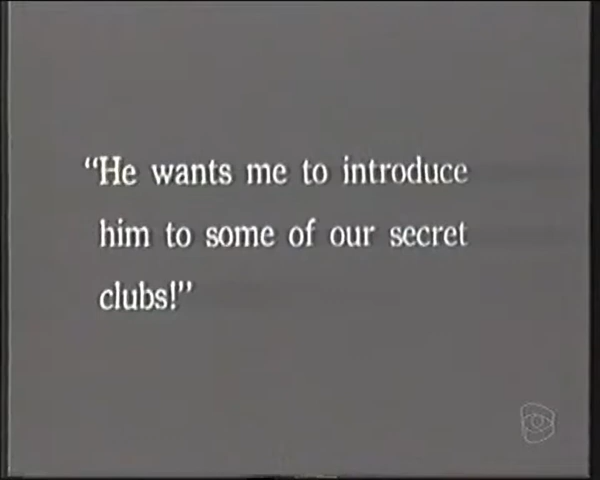 “He wants me to introduce
him to some of our secret
clubs!”